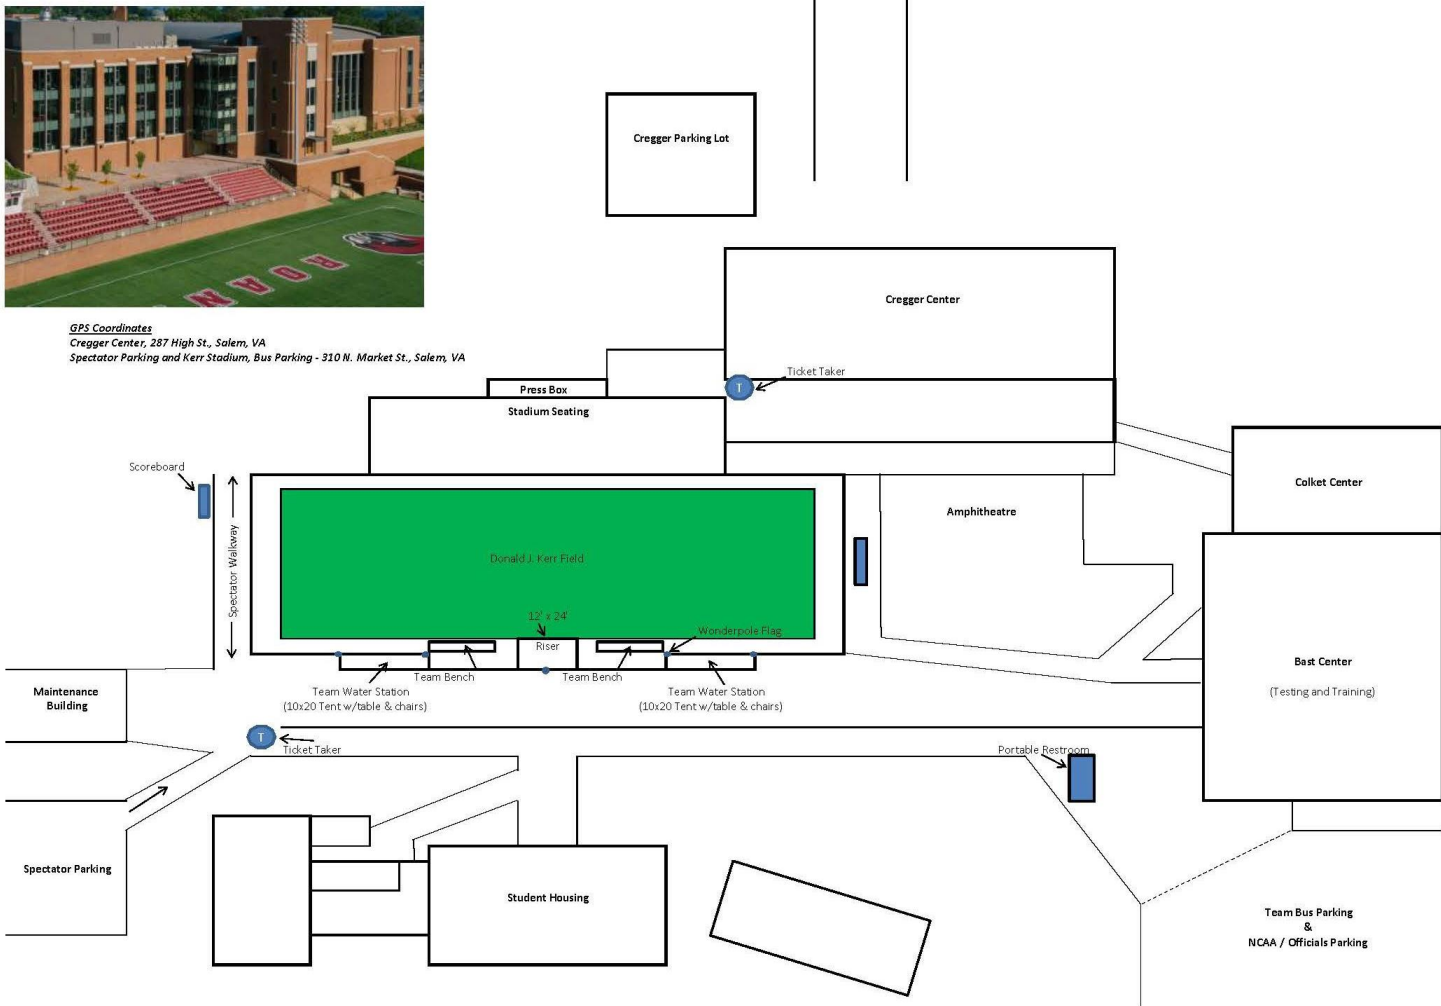 Cregger Parking Lot
Cregger Center
GPS Coordinates
Cregger Center, 287 High St., Salem, VA
Spectator Parking and Kerr Stadium, Bus Parking - 310 N. Market St., Salem, VA
Ticket Taker
T
Press Box
Stadium Seating
Scoreboard
Colket Center
Amphitheatre
Spectator Walkway
Donald J. Kerr Field
12' x 24'
Riser
Wonderpole Flag
Team Bench
Team Bench
Bast Center
(Testing and Training)
Maintenance
Building
Team Water Station
(10x20 Tent w/table & chairs)
Team Water Station
(10x20 Tent w/table & chairs)
T
Ticket Taker
Portable Restroom
Spectator Parking
Student Housing
Team Bus Parking
&
NCAA / Officials Parking
ROAN